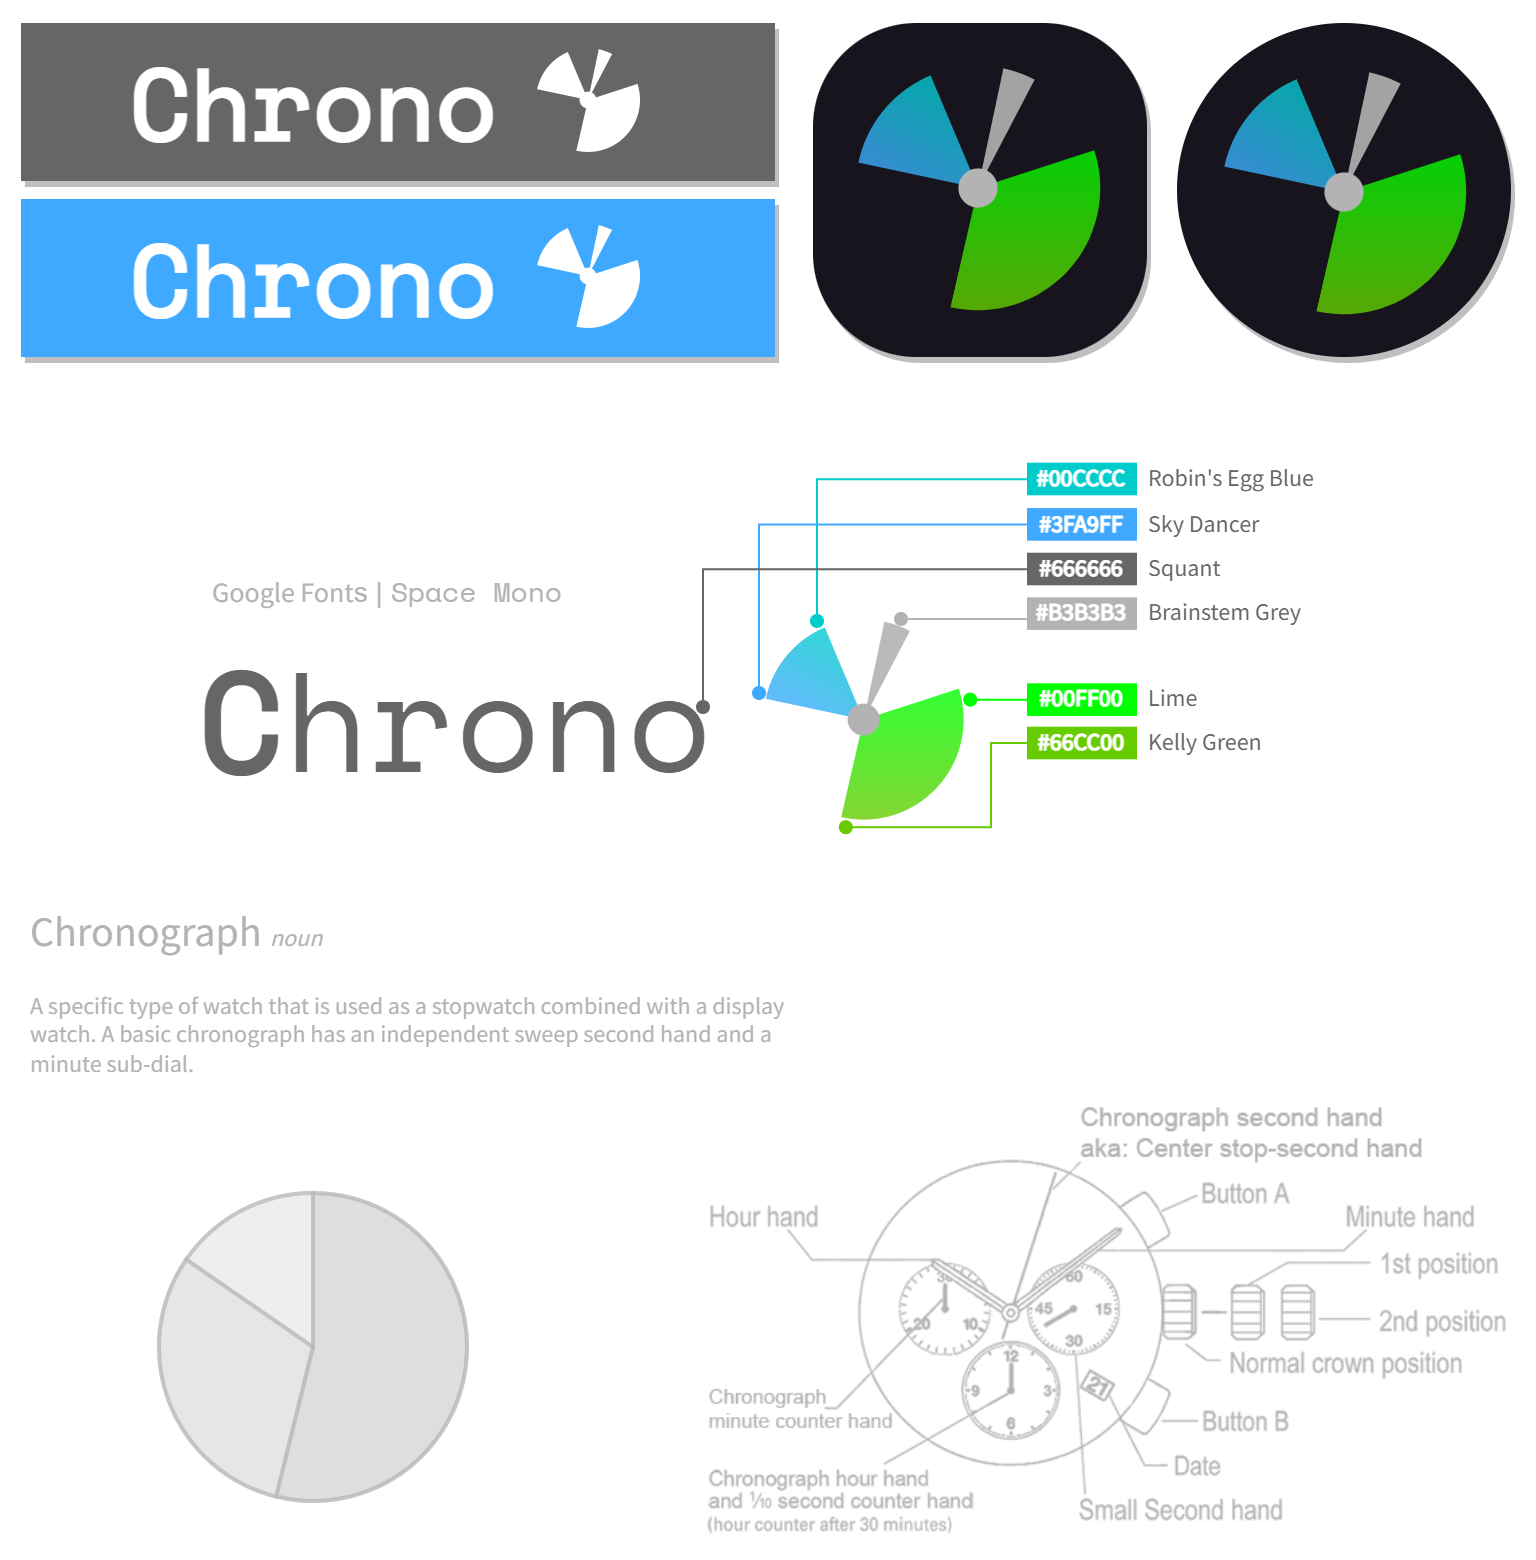 Chrono
Chrono
#00CCCC Robin's Egg Blue
#3FA9FF Sky Dancer
#666666 Squant
#B3B3B3 Brainstem Grey
#00FF00 Lime
#66CC00 Kelly Green
Google Fonts | Space Mono
Chrono
Chronograph noun
A specific type of watch that is used as a stopwatch combined with a display
watch. A basic chronograph has an independent sweep second hand and a
minute sub-dial.
Chronograph second hand
aka: Center stop-second hand
Button A
Hour hand
Minute hand
1st position
2nd position
Normal crown position
30
20
10
60
45
15
30
12
9
3
6
21
Chronograph
minute counter hand
Button B
Date
Chronograph hour hand
and 1/10 second counter hand
(hour counter after 30 minutes)
Small Second hand